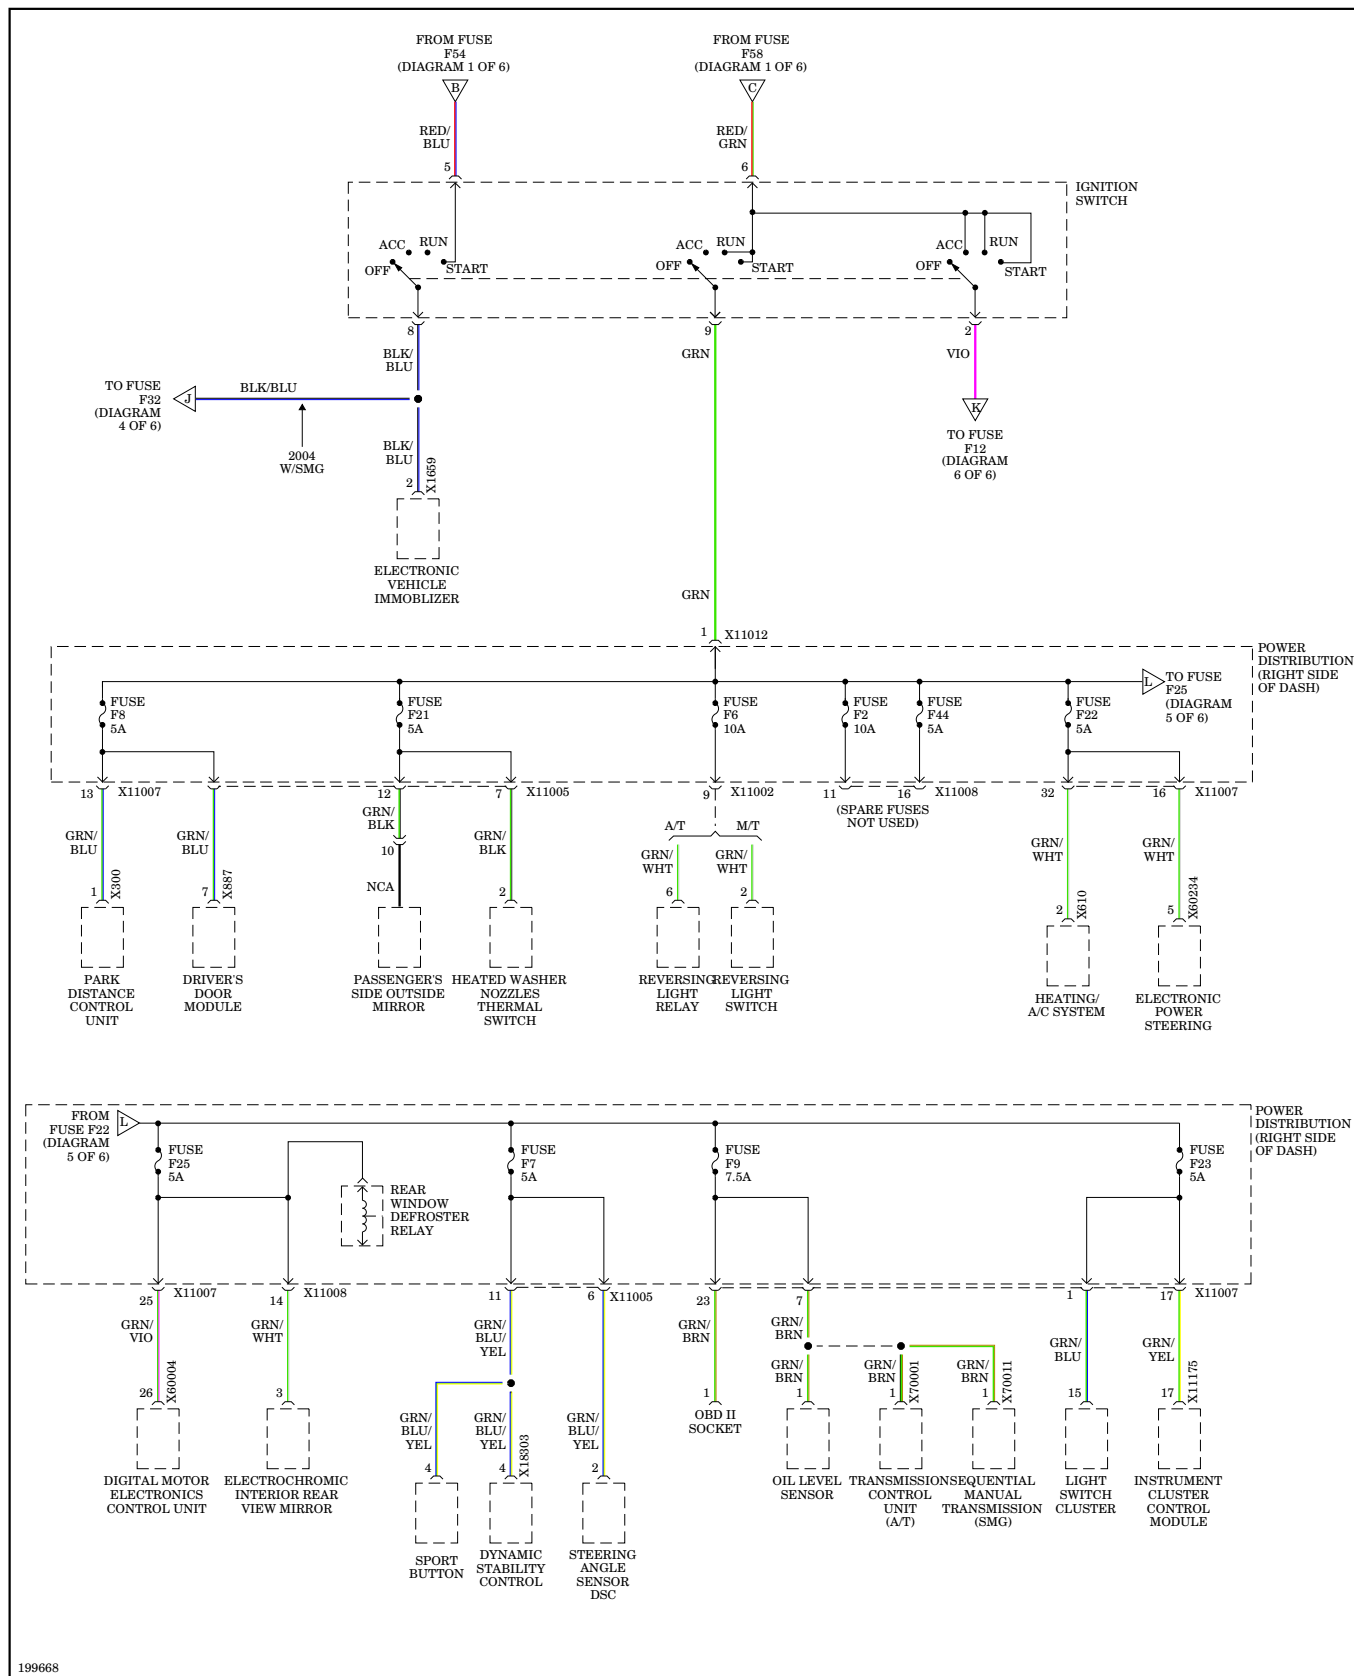 FROM FUSE
F54
(DIAGRAM 1 OF 6)
B
FROM FUSE
F58
(DIAGRAM 1 OF 6)
C
RED/
BLU
RED/
GRN
5
6
IGNITION
SWITCH
ACC
RUN
OFF
START
ACC
RUN
OFF
START
ACC
RUN
OFF
START
8
9
2
BLK/
BLU
GRN
VIO
TO FUSE
F32
(DIAGRAM
4 OF 6)
J
BLK/BLU
2004
W/SMG
K
TO FUSE
F12
(DIAGRAM
6 OF 6)
BLK/
BLU
2
X1659
ELECTRONIC
VEHICLE
IMMOBLIZER
GRN
1
X11012
POWER
DISTRIBUTION
(RIGHT SIDE
OF DASH)
FUSE
F8
5A
FUSE
F21
5A
FUSE
F6
10A
FUSE
F2
10A
FUSE
F44
5A
FUSE
F22
5A
L
TO FUSE
F25
(DIAGRAM
5 OF 6)
13
X11007
12
7
X11005
9
X11002
11
16
X11008
(SPARE FUSES
NOT USED)
32
16
X11007
GRN/
BLU
GRN/
BLU
GRN/
BLK
10
NCA
GRN/
BLK
A/T
M/T
GRN/
WHT
GRN/
WHT
GRN/
WHT
GRN/
WHT
1
X300
7
X887
2
6
2
2
X610
5
X60234
PARK
DISTANCE
CONTROL
UNIT
DRIVER'S
DOOR
MODULE
PASSENGER'S
SIDE OUTSIDE
MIRROR
HEATED WASHER
NOZZLES
THERMAL
SWITCH
REVERSING
LIGHT
RELAY
REVERSING
LIGHT
SWITCH
HEATING/
A/C SYSTEM
ELECTRONIC
POWER
STEERING
FROM
FUSE F22
(DIAGRAM
5 OF 6)
L
POWER
DISTRIBUTION
(RIGHT SIDE
OF DASH)
FUSE
F25
5A
REAR
WINDOW
DEFROSTER
RELAY
FUSE
F7
5A
FUSE
F9
7.5A
FUSE
F23
5A
25
X11007
14
X11008
11
6
X11005
23
7
1
17
X11007
GRN/
VIO
GRN/
WHT
GRN/
BLU/
YEL
GRN/
BRN
GRN/
BRN
GRN/
BLU
GRN/
YEL
GRN/
BLU/
YEL
GRN/
BLU/
YEL
GRN/
BLU/
YEL
GRN/
BRN
GRN/
BRN
GRN/
BRN
26
X60004
3
4
4
X18303
2
1
1
1
X70001
1
X70011
15
17
X11175
DIGITAL MOTOR
ELECTRONICS
CONTROL UNIT
ELECTROCHROMIC
INTERIOR REAR
VIEW MIRROR
SPORT
BUTTON
DYNAMIC
STABILITY
CONTROL
STEERING
ANGLE
SENSOR
DSC
OBD II
SOCKET
OIL LEVEL
SENSOR
TRANSMISSION
CONTROL
UNIT
(A/T)
SEQUENTIAL
MANUAL
TRANSMISSION
(SMG)
LIGHT
SWITCH
CLUSTER
INSTRUMENT
CLUSTER
CONTROL
MODULE
199668